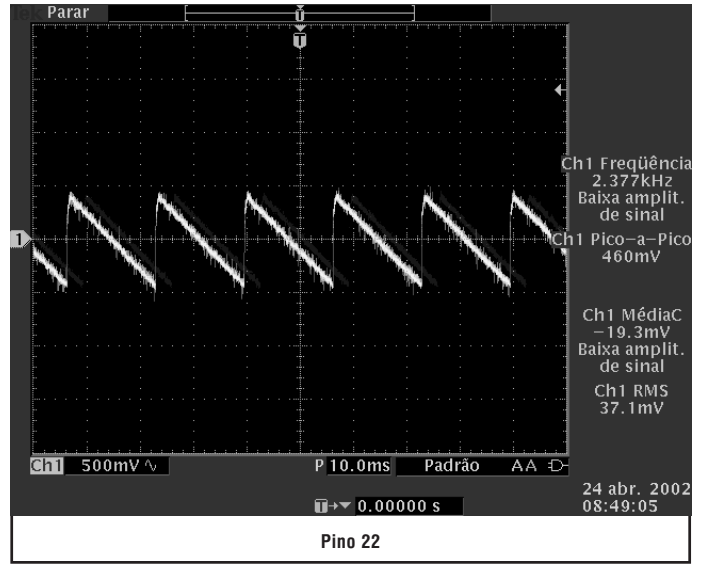 Tek Parar
T
T
1
Ch1 Freqüência
2.377kHz
Baixa amplit.
de sinal
Ch1 Pico-a-Pico
460mV
Ch1 MédiaC
-19.3mV
Baixa amplit.
de sinal
Ch1 RMS
37.1mV
Ch1 500mV P 10.0ms Padrão AA
T 0.00000 s
24 abr. 2002
08:49:05
Pino 22